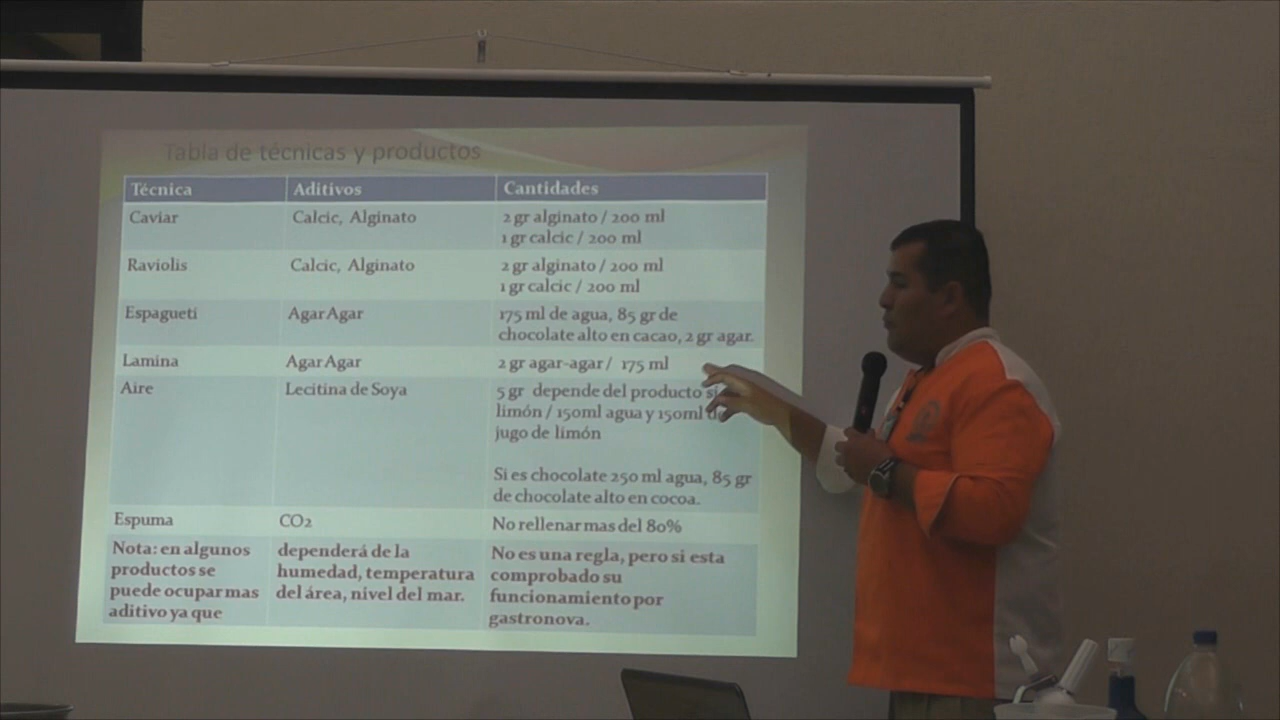 Tabla de técnicas y productos
Técnica Aditivos Cantidades
Caviar Calcic, Alginato 2 gr alginato / 200 ml
1 gr calcic / 200 ml
Raviolis Calcic, Alginato 2 gr alginato / 200 ml
1 gr calcic / 200 ml
Espagueti Agar Agar 175 ml de agua, 85 gr de
chocolate alto en cacao, 2 gr agar.
Lamina Agar Agar 2 gr agar-agar / 175 ml
Aire Lecitina de Soya 5 gr depende del producto si
limón / 150ml agua y 150ml
jugo de limón
Si es chocolate 250 ml agua, 85 gr
de chocolate alto en cocoa.
Espuma CO2 No rellenar mas del 80%
Nota: en algunos
productos se
puede ocupar mas
aditivo ya que
dependerá de la
humedad, temperatura
del área, nivel del mar.
No es una regla, pero si esta
comprobado su
funcionamiento por
gastronova.